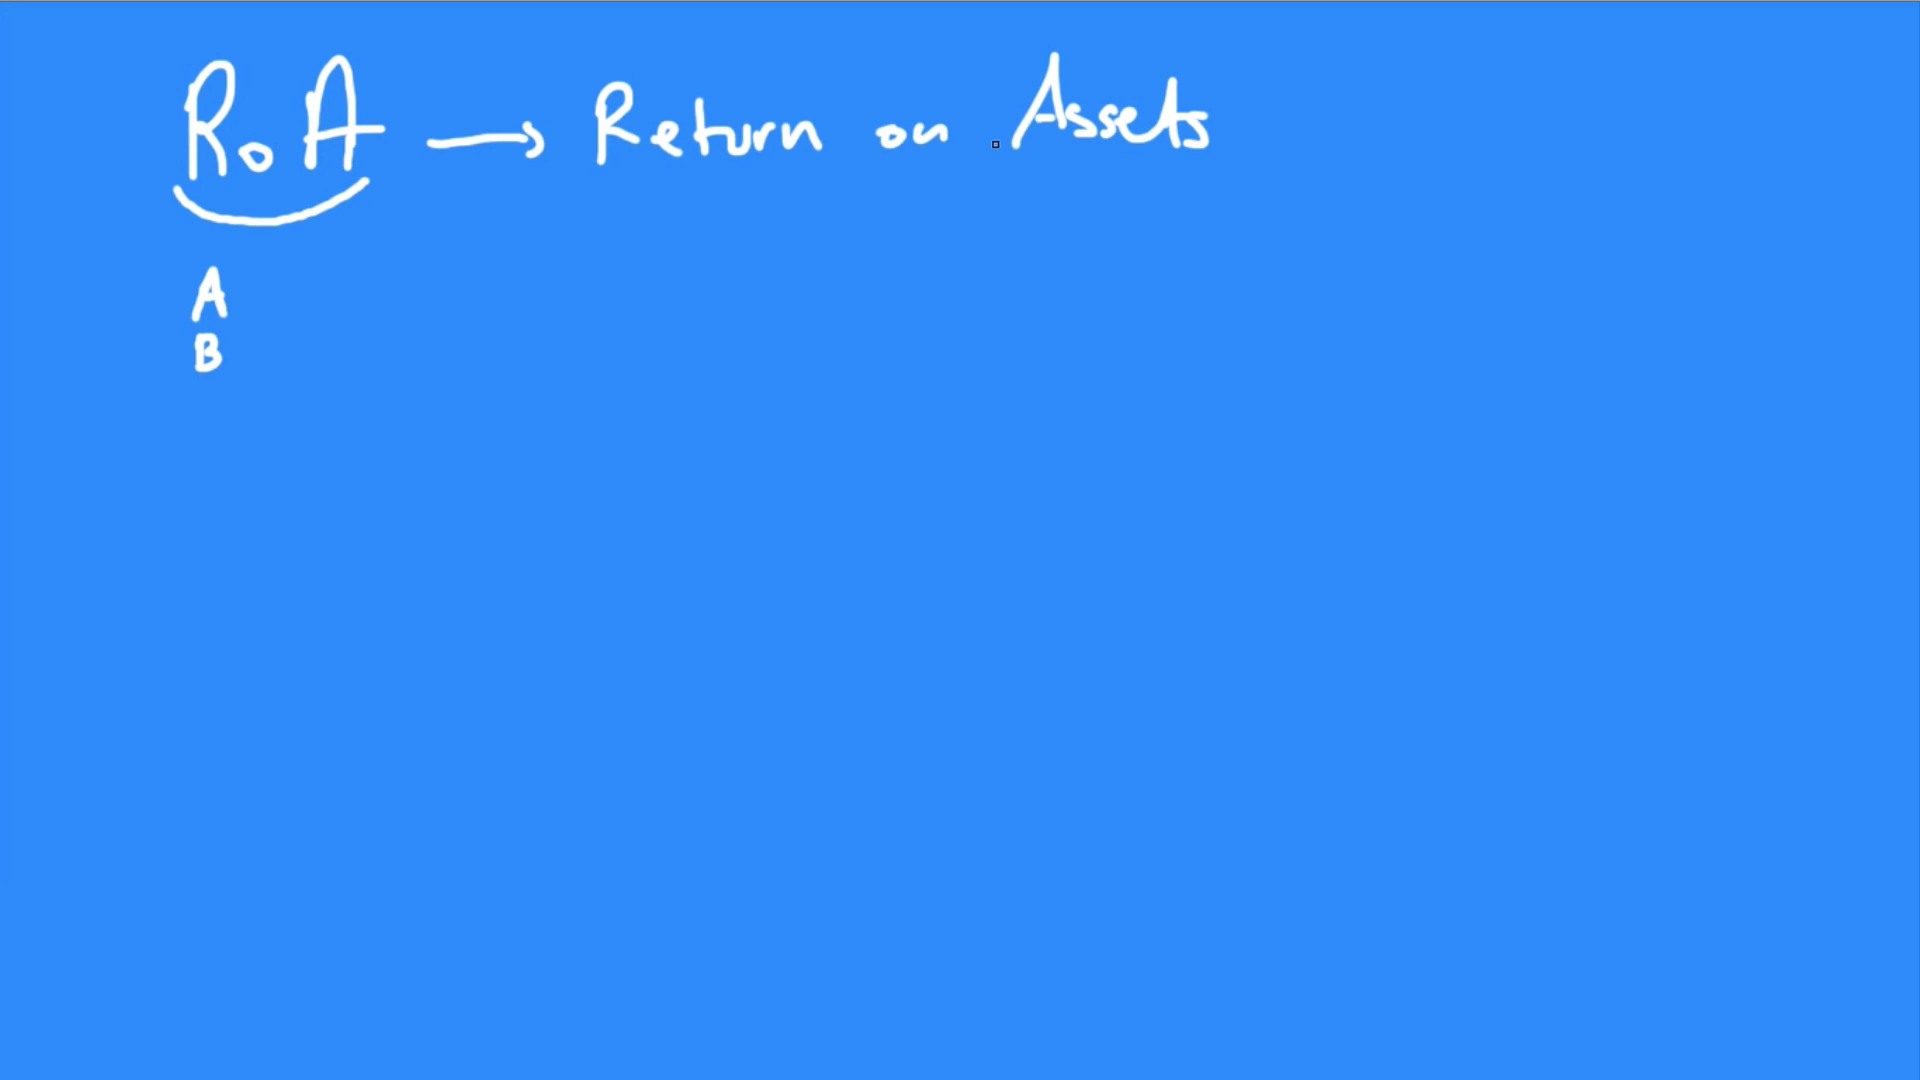 RoA → Return on Assets
A
B